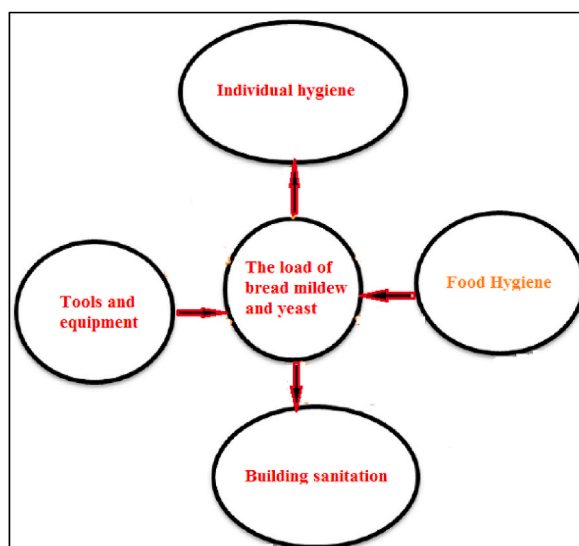 Individual hygiene
The load of
bread mildew
and yeast
Tools and
equipment
Food Hygiene
Building sanitation